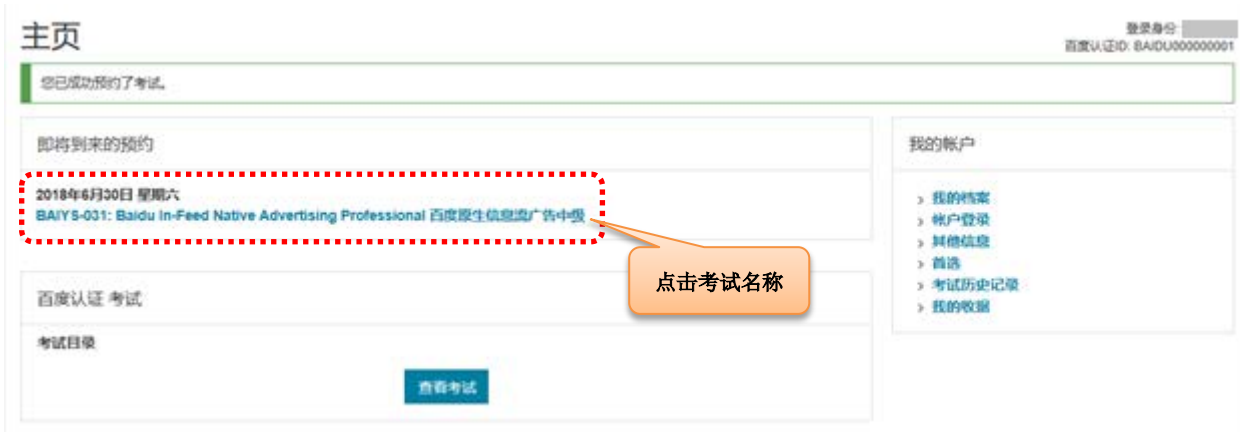 主页
登录身份:
百度认证ID: BAIDU000000001
您已成功预约了考试。
即将到来的预约
2018年6月30日 星期六
BAIYS-031: Baidu In-Feed Native Advertising Professional 百度原生信息流广告中级
点击考试名称
百度认证 考试
考试目录
查看考试
我的帐户
> 我的档案
> 帐户登录
> 其他信息
> 首选
> 考试历史记录
> 我的收据